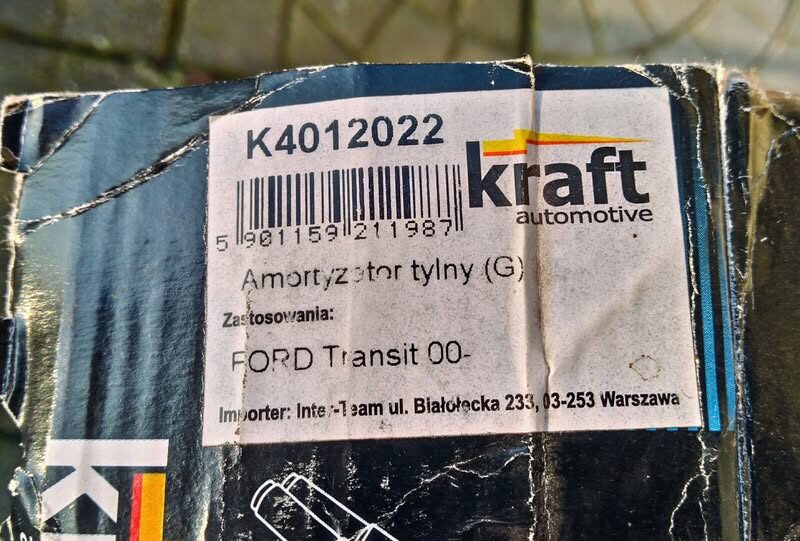 K4012022
kraft
automotive
5 901159 211987
Amortyzator tylny (G)
Zastosowania:
FORD Transit 00-
Importer: Inter-Team ul. Białołecka 233, 03-253 Warszawa